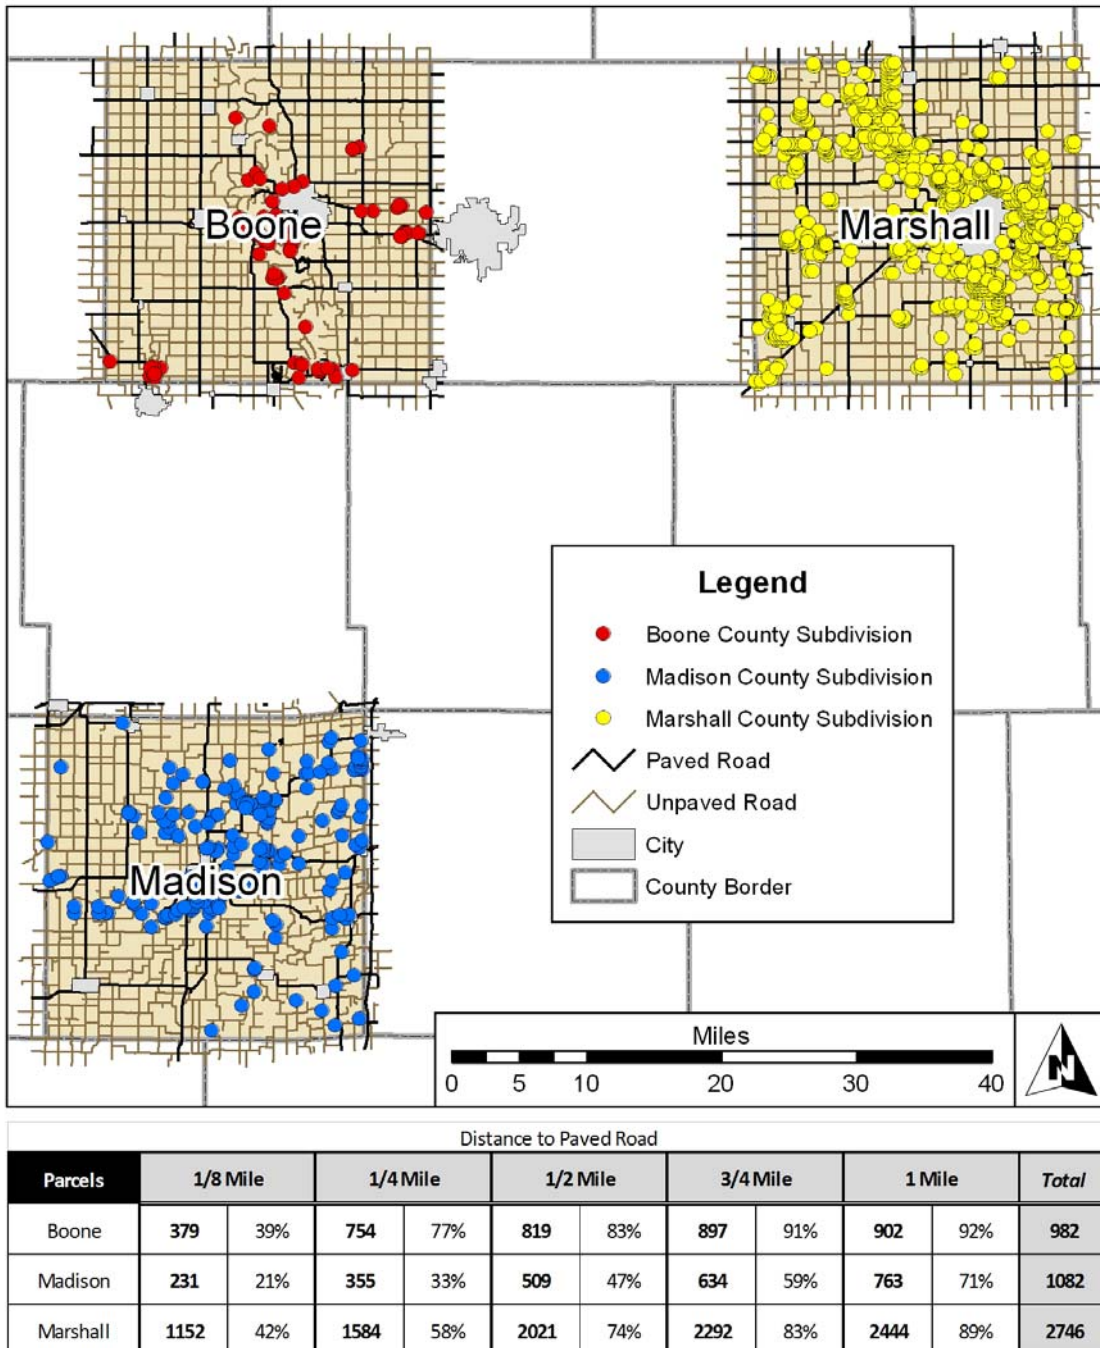 Boone
Marshall
Legend
Boone County Subdivision
Madison County Subdivision
Marshall County Subdivision
Paved Road
Unpaved Road
City
County Border
Madison
Miles
0 5 10 20 30 40
N
Distance to Paved Road
Parcels 1/8 Mile 1/4 Mile 1/2 Mile 3/4 Mile 1 Mile Total
Boone 379 39% 754 77% 819 83% 897 91% 902 92% 982
Madison 231 21% 355 33% 509 47% 634 59% 763 71% 1082
Marshall 1152 42% 1584 58% 2021 74% 2292 83% 2444 89% 2746